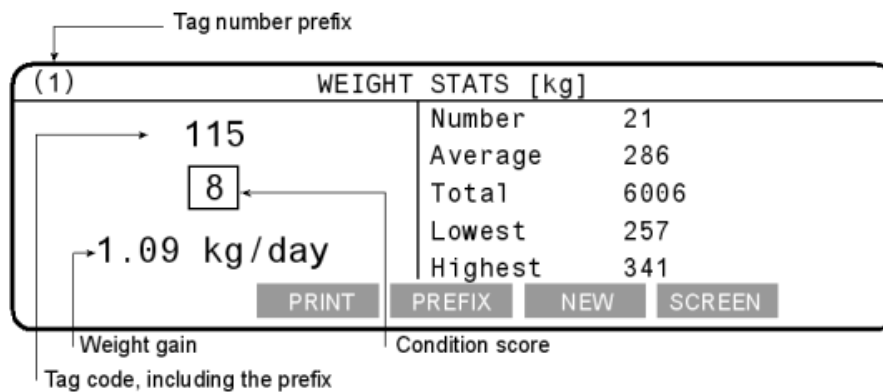 Tag number prefix
(1) WEIGHT STATS [kg]
115
8
1.09 kg/day
Number 21
Average 286
Total 6006
Lowest 257
Highest 341
PRINT PREFIX NEW SCREEN
Weight gain Condition score
Tag code, including the prefix